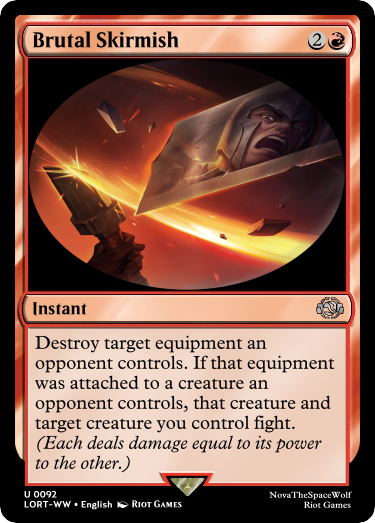 Brutal Skirmish 2
Instant
Destroy target equipment an
opponent controls. If that equipment
was attached to a creature an
opponent controls, that creature and
target creature you control fight.
(Each deals damage equal to its power
to the other.)
U 0092 NovaTheSpaceWolf
LORT-WW • English RIOT GAMES Riot Games